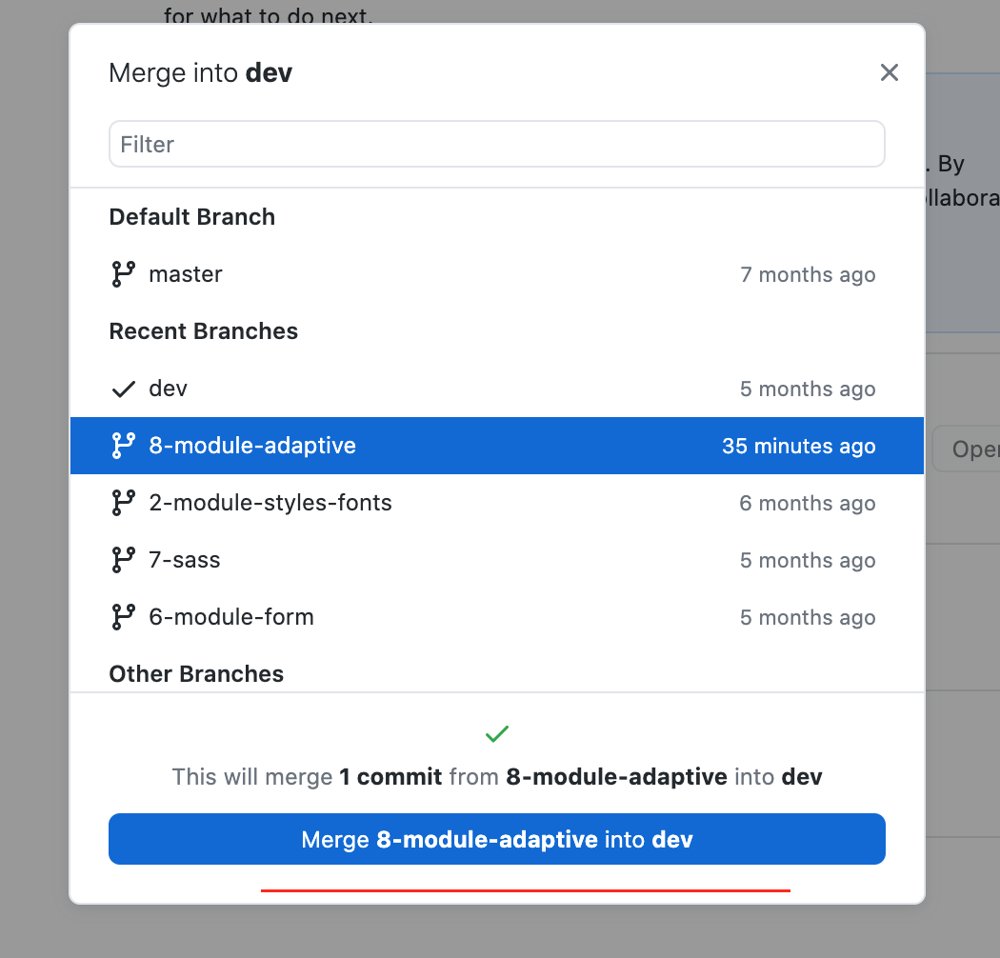 for what to do next.
Merge into dev
Filter
. By
Default Branch
master 7 months ago
Recent Branches
dev 5 months ago
8-module-adaptive 35 minutes ago
2-module-styles-fonts 6 months ago
7-sass 5 months ago
6-module-form 5 months ago
Other Branches
This will merge 1 commit from 8-module-adaptive into dev
Merge 8-module-adaptive into dev